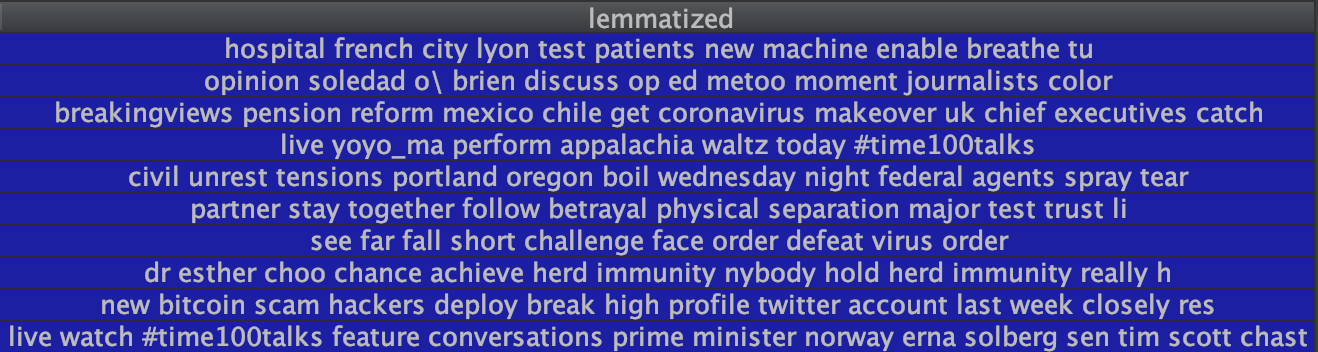 lemmatized
hospital french city lyon test patients new machine enable breathe tu
opinion soledad o\ brien discuss op ed metoo moment journalists color
breakingviews pension reform mexico chile get coronavirus makeover uk chief executives catch
live yoyo_ma perform appalachia waltz today #time100talks
civil unrest tensions portland oregon boil wednesday night federal agents spray tear
partner stay together follow betrayal physical separation major test trust li
see far fall short challenge face order defeat virus order
dr esther choo chance achieve herd immunity nybody hold herd immunity really h
new bitcoin scam hackers deploy break high profile twitter account last week closely res
live watch #time100talks feature conversations prime minister norway erna solberg sen tim scott chast